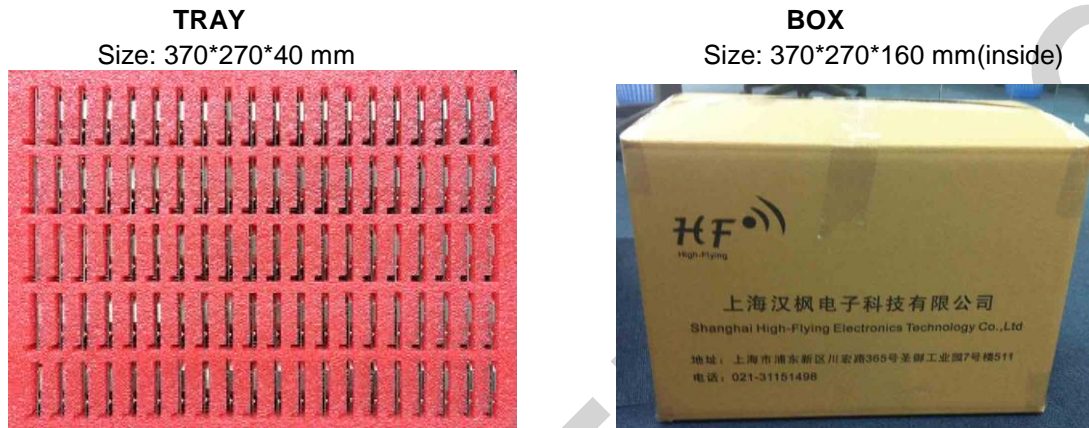 TRAY
Size: 370*270*40 mm
BOX
Size: 370*270*160 mm(inside)
HF
High-Flying
上海汉枫电子科技有限公司
Shanghai High-Flying Electronics Technology Co.,Ltd
地址：上海市浦东新区川宏路365号圣御工业园7号楼511
电话：021-31151498